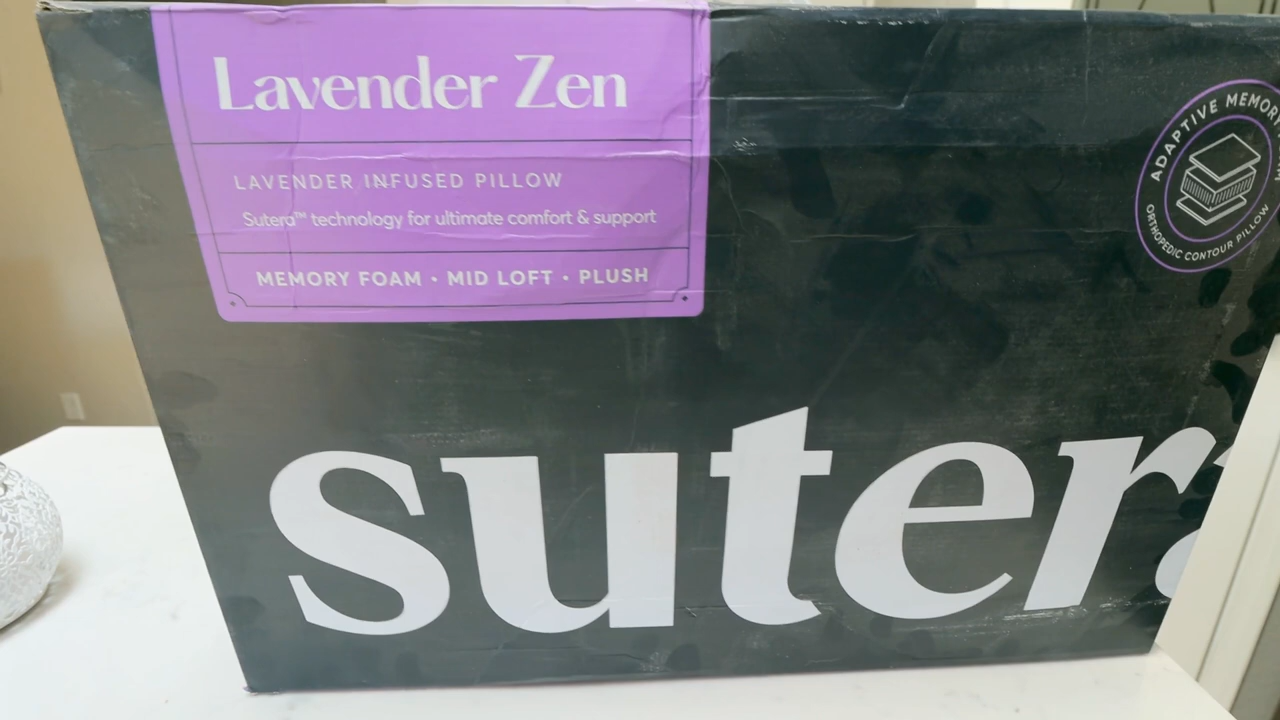 Lavender Zen
LAVENDER INFUSED PILLOW
Sutera™ technology for ultimate comfort & support
MEMORY FOAM • MID LOFT • PLUSH
ADAPTIVE MEMORY
ORTHOPEDIC CONTOUR PILLOW
sutera